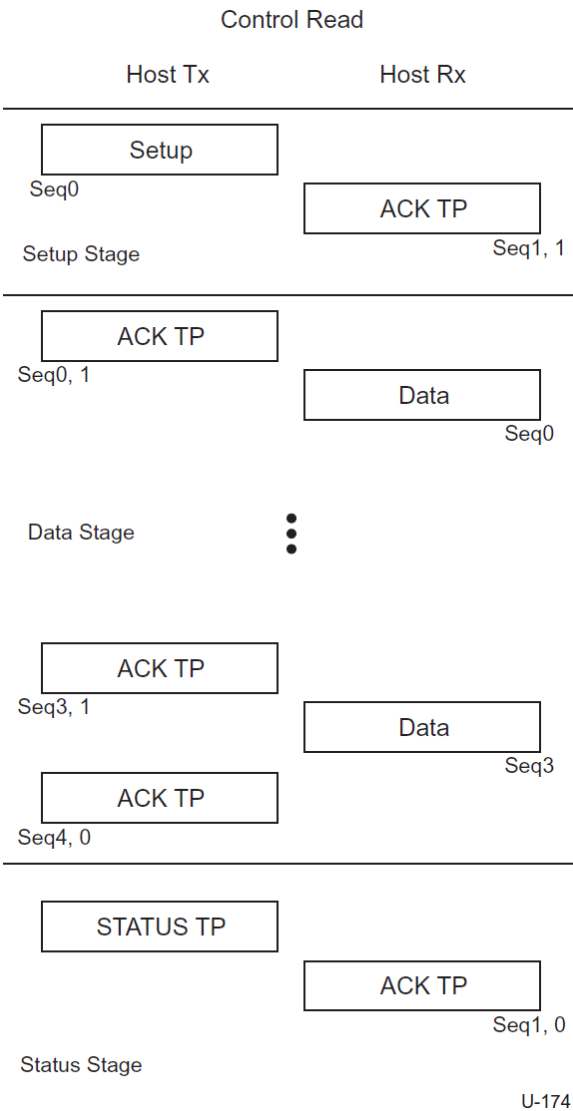 Control Read
Host Tx Host Rx
Setup
Seq0
ACK TP
Seq1, 1
Setup Stage
ACK TP
Seq0, 1
Data
Seq0
Data Stage
ACK TP
Seq3, 1
Data
Seq3
ACK TP
Seq4, 0
STATUS TP
ACK TP
Seq1, 0
Status Stage
U-174